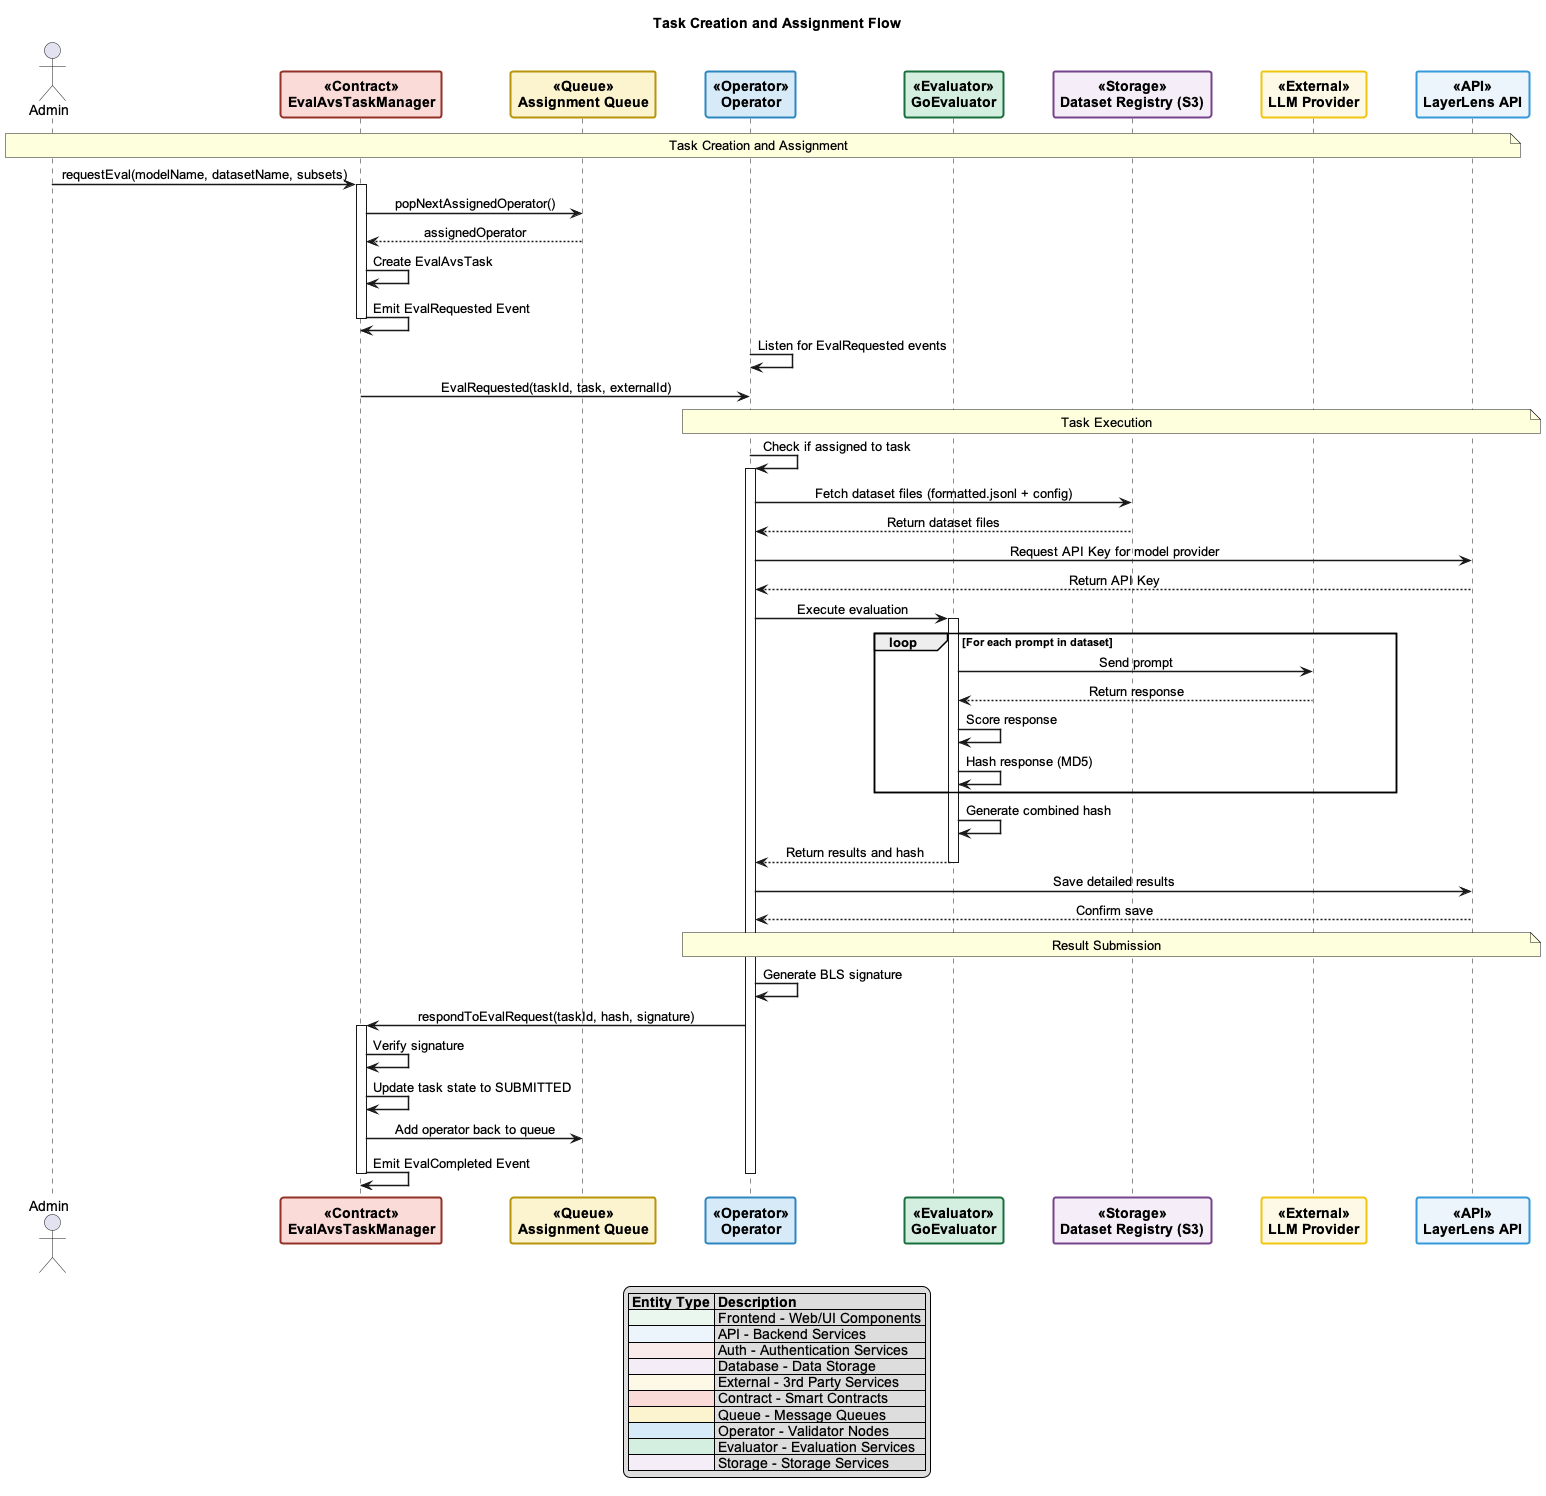 Task Creation and Assignment Flow
Admin
«Contract»
EvalAvsTaskManager
«Queue»
Assignment Queue
«Operator»
Operator
«Evaluator»
GoEvaluator
«Storage»
Dataset Registry (S3)
«External»
LLM Provider
«API»
LayerLens API
Task Creation and Assignment
requestEval(modelName, datasetName, subsets)
popNextAssignedOperator()
assignedOperator
Create EvalAvsTask
Emit EvalRequested Event
Listen for EvalRequested events
EvalRequested(taskId, task, externalId)
Task Execution
Check if assigned to task
Fetch dataset files (formatted.jsonl + config)
Return dataset files
Request API Key for model provider
Return API Key
Execute evaluation
loop [For each prompt in dataset]
Send prompt
Return response
Score response
Hash response (MD5)
Generate combined hash
Return results and hash
Save detailed results
Confirm save
Result Submission
Generate BLS signature
respondToEvalRequest(taskId, hash, signature)
Verify signature
Update task state to SUBMITTED
Add operator back to queue
Emit EvalCompleted Event
Admin
«Contract»
EvalAvsTaskManager
«Queue»
Assignment Queue
«Operator»
Operator
«Evaluator»
GoEvaluator
«Storage»
Dataset Registry (S3)
«External»
LLM Provider
«API»
LayerLens API
Entity Type Description
Frontend - Web/UI Components
API - Backend Services
Auth - Authentication Services
Database - Data Storage
External - 3rd Party Services
Contract - Smart Contracts
Queue - Message Queues
Operator - Validator Nodes
Evaluator - Evaluation Services
Storage - Storage Services